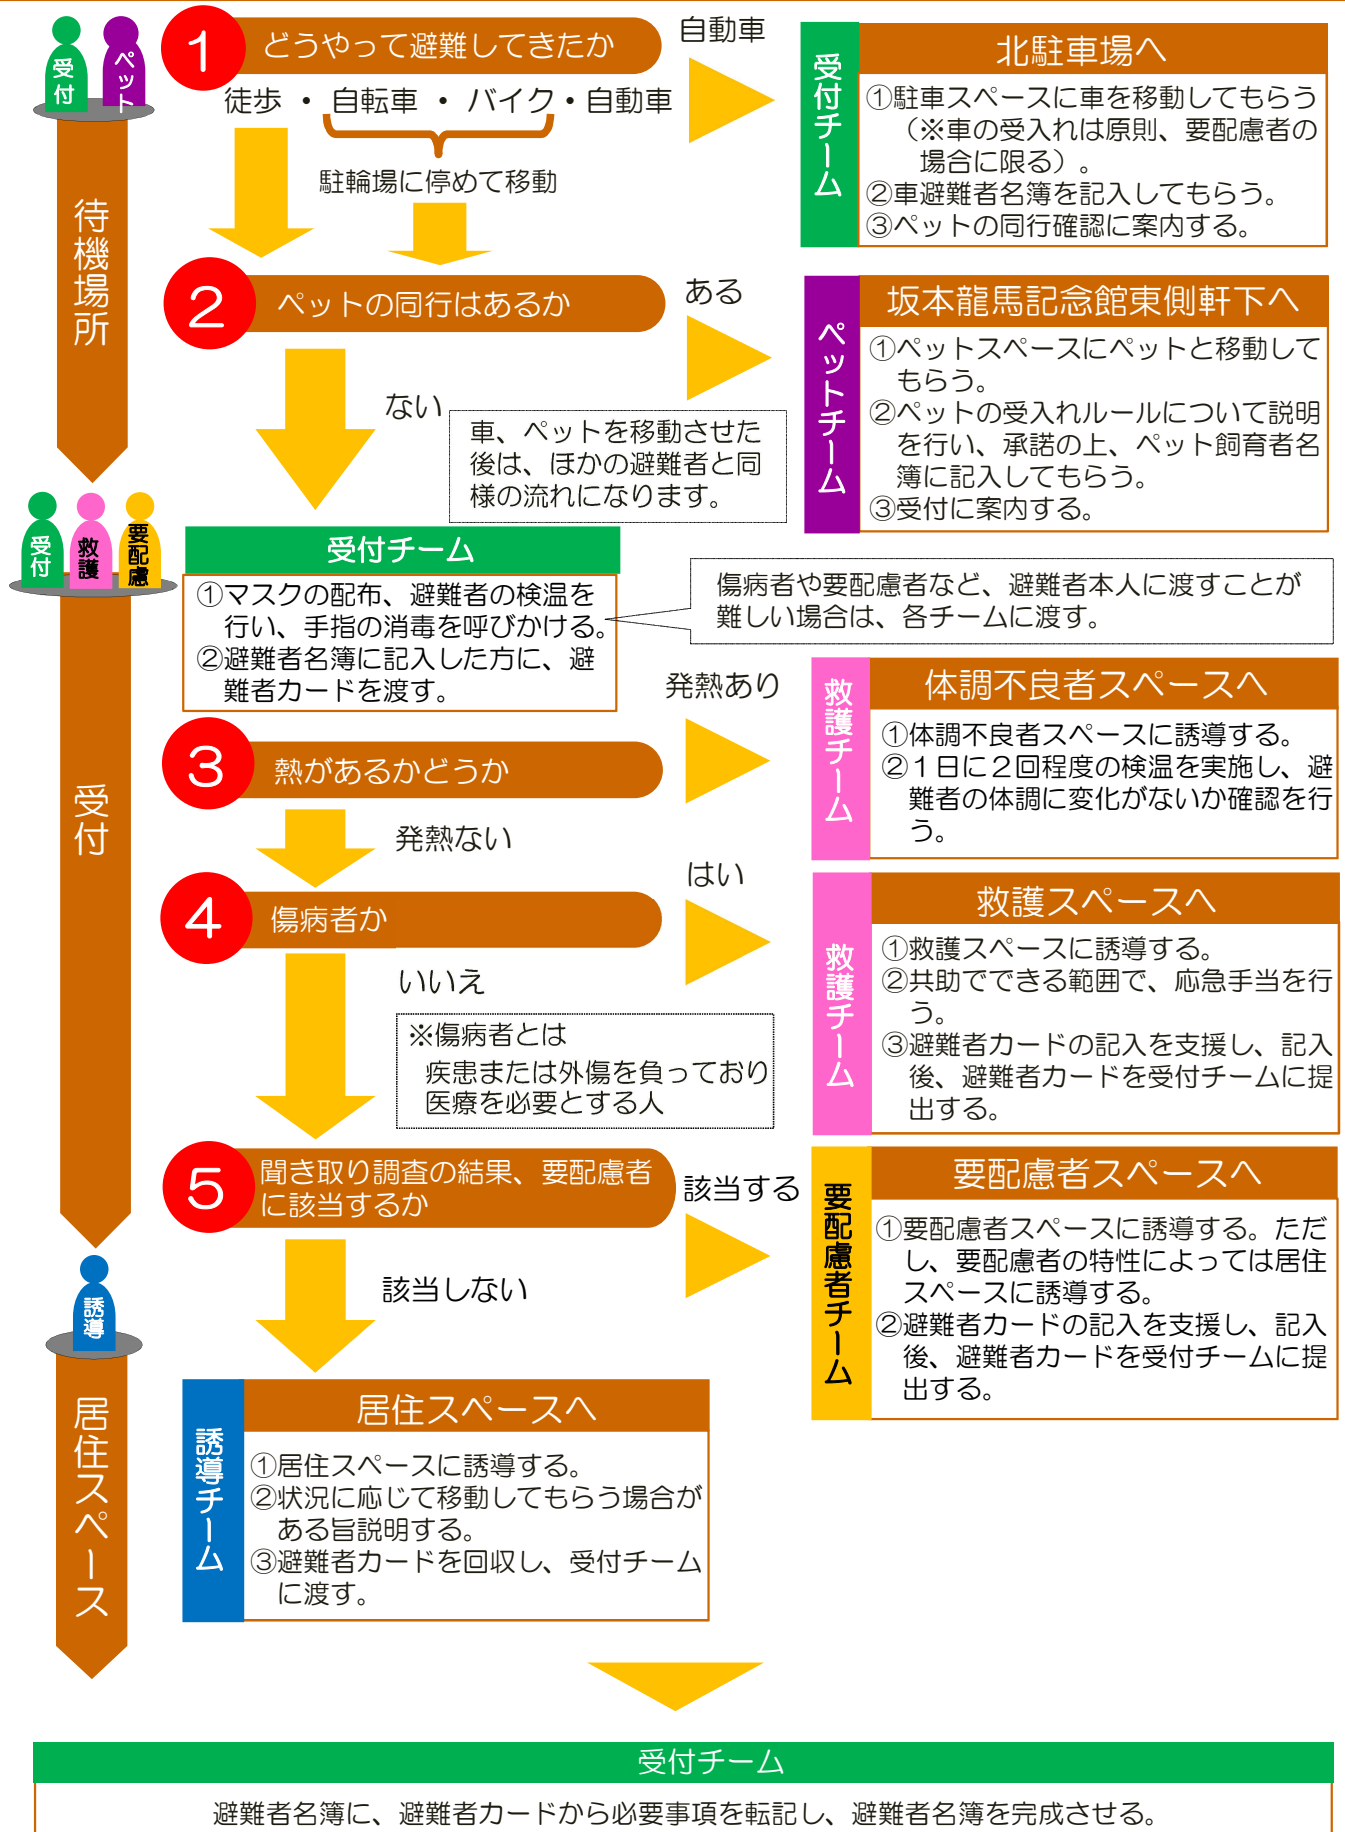 受付
ペット
1
どうやって避難してきたか
自動車
徒歩 ・ 自転車 ・ バイク・自動車
駐輪場に停めて移動
受付チーム
北駐車場へ
①駐車スペースに車を移動してもらう
（※車の受入れは原則、要配慮者の
場合に限る）。
②車避難者名簿を記入してもらう。
③ペットの同行確認に案内する。
待機場所
2
ペットの同行はあるか
ある
ない
ペットチーム
坂本龍馬記念館東側軒下へ
①ペットスペースにペットと移動して
もらう。
②ペットの受入れルールについて説明
を行い、承諾の上、ペット飼育者名
簿に記入してもらう。
③受付に案内する。
車、ペットを移動させた
後は、ほかの避難者と同
様の流れになります。
受付
救護
要配慮
受付チーム
①マスクの配布、避難者の検温を
行い、手指の消毒を呼びかける。
②避難者名簿に記入した方に、避
難者カードを渡す。
傷病者や要配慮者など、避難者本人に渡すことが
難しい場合は、各チームに渡す。
受付
3
熱があるかどうか
発熱あり
発熱ない
救護チーム
体調不良者スペースへ
①体調不良者スペースに誘導する。
②１日に２回程度の検温を実施し、避
難者の体調に変化がないか確認を行
う。
4
傷病者か
はい
いいえ
※傷病者とは
疾患または外傷を負っており
医療を必要とする人
救護チーム
救護スペースへ
①救護スペースに誘導する。
②共助でできる範囲で、応急手当を行
う。
③避難者カードの記入を支援し、記入
後、避難者カードを受付チームに提
出する。
5
聞き取り調査の結果、要配慮者
に該当するか
該当する
該当しない
要配慮者チーム
要配慮者スペースへ
①要配慮者スペースに誘導する。ただ
し、要配慮者の特性によっては居住
スペースに誘導する。
②避難者カードの記入を支援し、記入
後、避難者カードを受付チームに提
出する。
誘導
居住スペース
誘導チーム
居住スペースへ
①居住スペースに誘導する。
②状況に応じて移動してもらう場合が
ある旨説明する。
③避難者カードを回収し、受付チーム
に渡す。
受付チーム
避難者名簿に、避難者カードから必要事項を転記し、避難者名簿を完成させる。